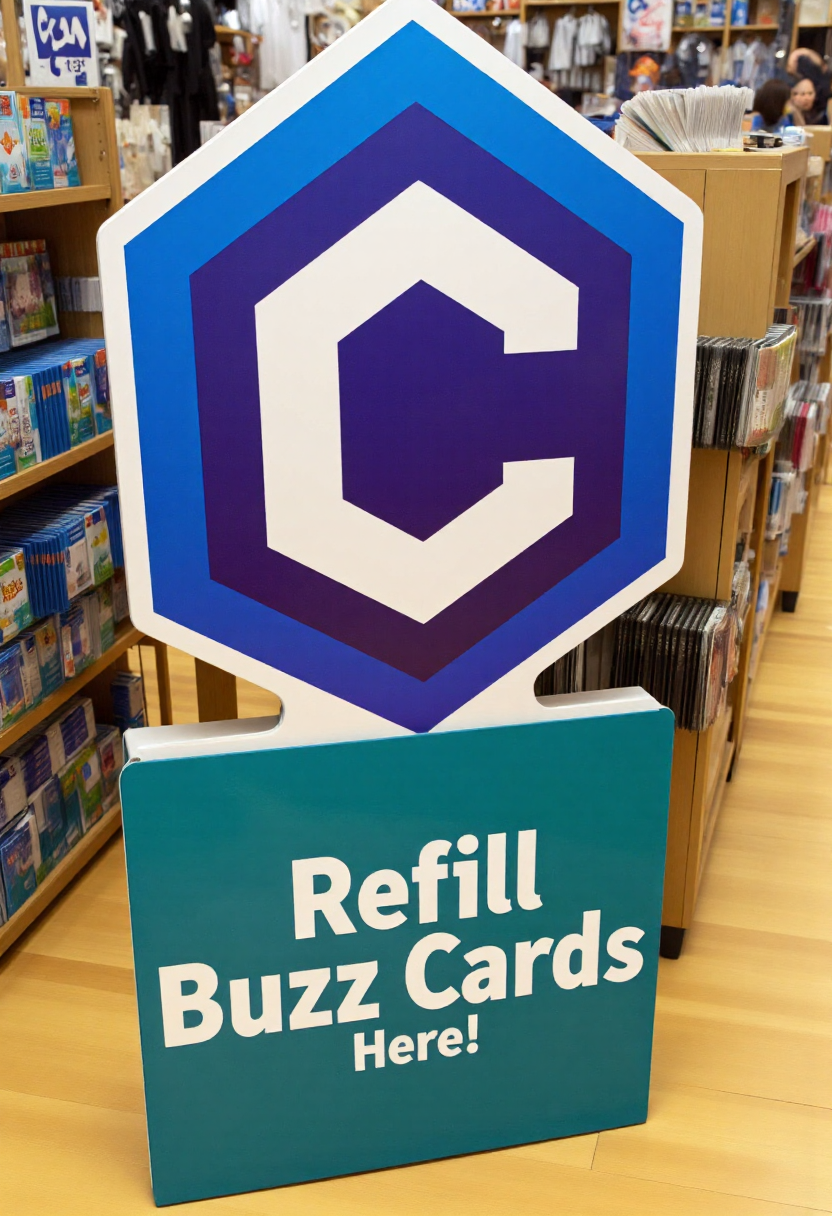 C
Refill
Buzz Cards
Here!